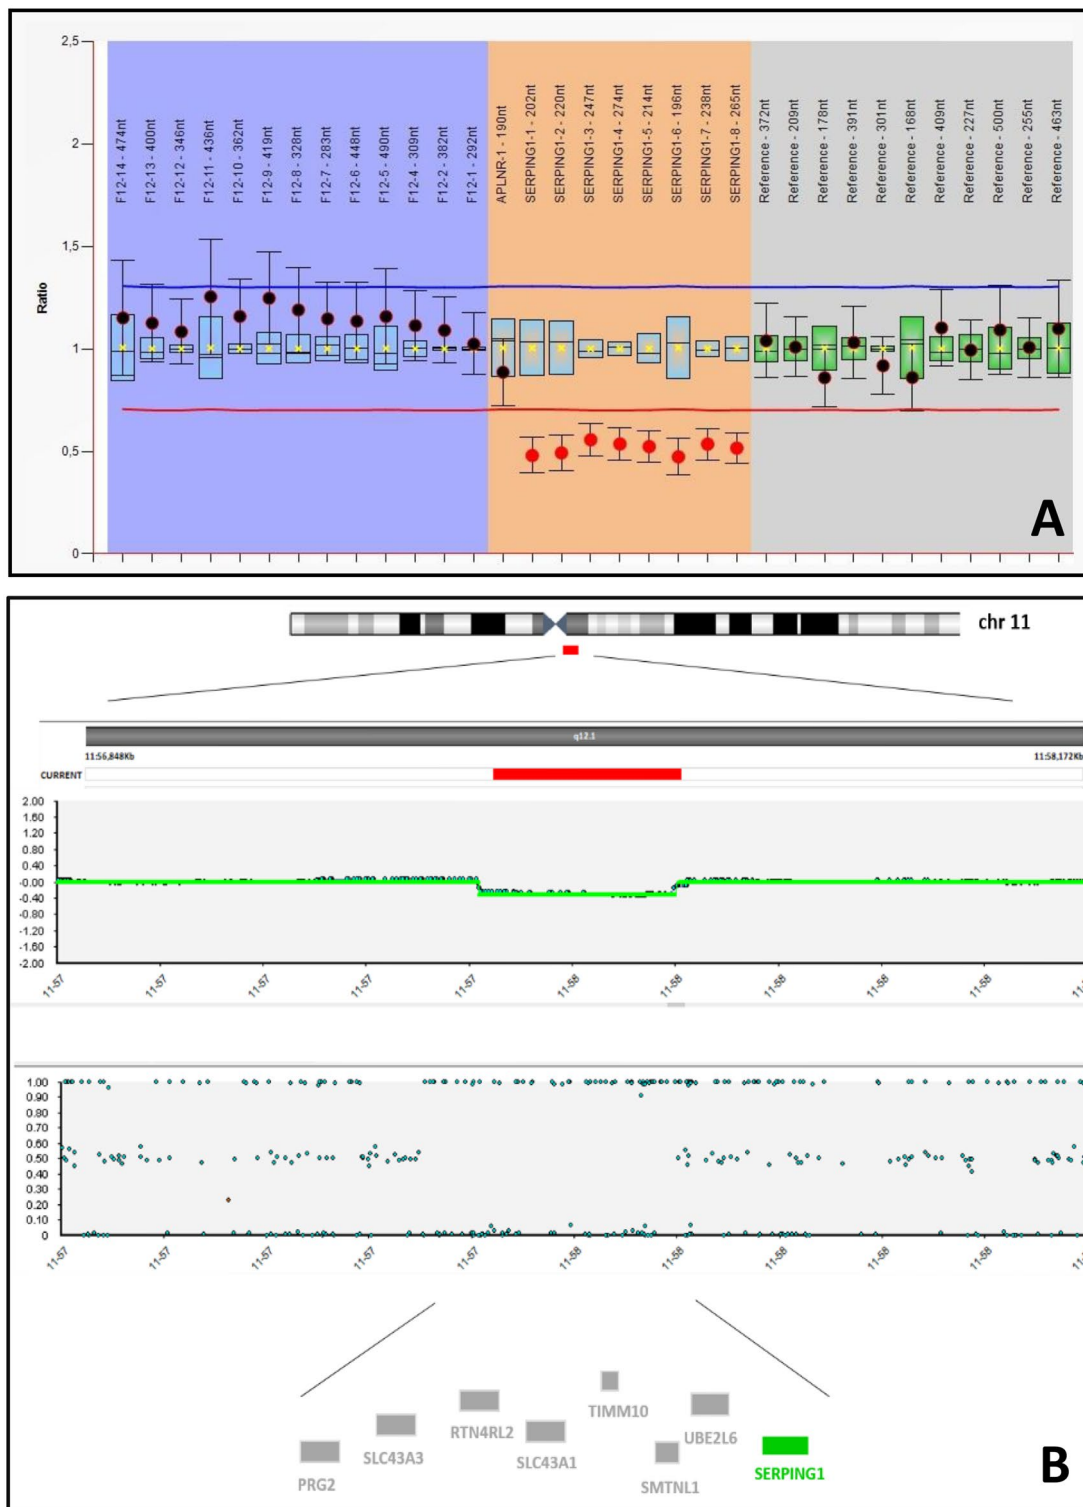 2,5
2
1,5
1
0,5
0
Ratio
F12-14 - 474nt
F12-13 - 400nt
F12-12 - 346nt
F12-11 - 436nt
F12-10 - 362nt
F12-9 - 419nt
F12-8 - 328nt
F12-7 - 283nt
F12-6 - 448nt
F12-5 - 490nt
F12-4 - 309nt
F12-2 - 382nt
F12-1 - 292nt
APLNR-1 - 190nt
SERPING1-1 - 202nt
SERPING1-2 - 220nt
SERPING1-3 - 247nt
SERPING1-4 - 274nt
SERPING1-5 - 214nt
SERPING1-6 - 196nt
SERPING1-7 - 238nt
SERPING1-8 - 265nt
Reference - 372nt
Reference - 209nt
Reference - 178nt
Reference - 391nt
Reference - 301nt
Reference - 168nt
Reference - 409nt
Reference - 227nt
Reference - 500nt
Reference - 255nt
Reference - 463nt
A
chr 11
q12.1
11:56,848Kb
11:58,172Kb
CURRENT
2.00
1.60
1.20
0.80
0.40
-0.00
-0.40
-0.80
-1.20
-1.60
-2.00
11-57
11-57
11-57
11-57
11-57
11-58
11-58
11-58
11-58
11-58
1.00
0.90
0.80
0.70
0.60
0.50
0.40
0.30
0.20
0.10
0
11-57
11-57
11-57
11-57
11-57
11-58
11-58
11-58
11-58
11-58
TIMM10
RTN4RL2
UBE2L6
SLC43A3
SLC43A1
SERPING1
PRG2
SMTNL1
B